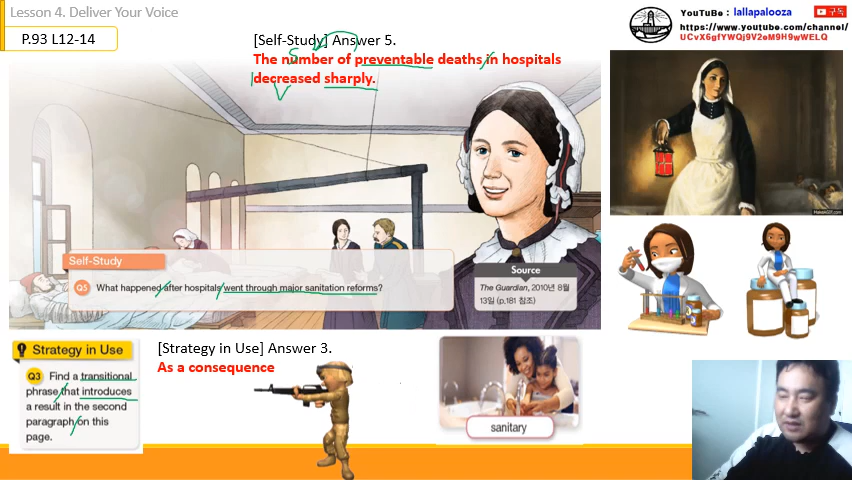 Lesson 4. Deliver Your Voice
P.93 L12-14
[Self-Study] Answer 5.
The number of preventable deaths in hospitals
decreased sharply.
YouTuBe : lallapalooza
구독
https://www.youtube.com/channel/
UCvX6gfYWQj9V2eM9H9wWELQ
Self-Study
Q5 What happened after hospitals went through major sanitation reforms?
Source
The Guardian, 2010년 8월
13일 (p.181 참조)
Strategy in Use
Q3 Find a transitional
phrase that introduces
a result in the second
paragraph on this
page.
[Strategy in Use] Answer 3.
As a consequence
sanitary
S
V